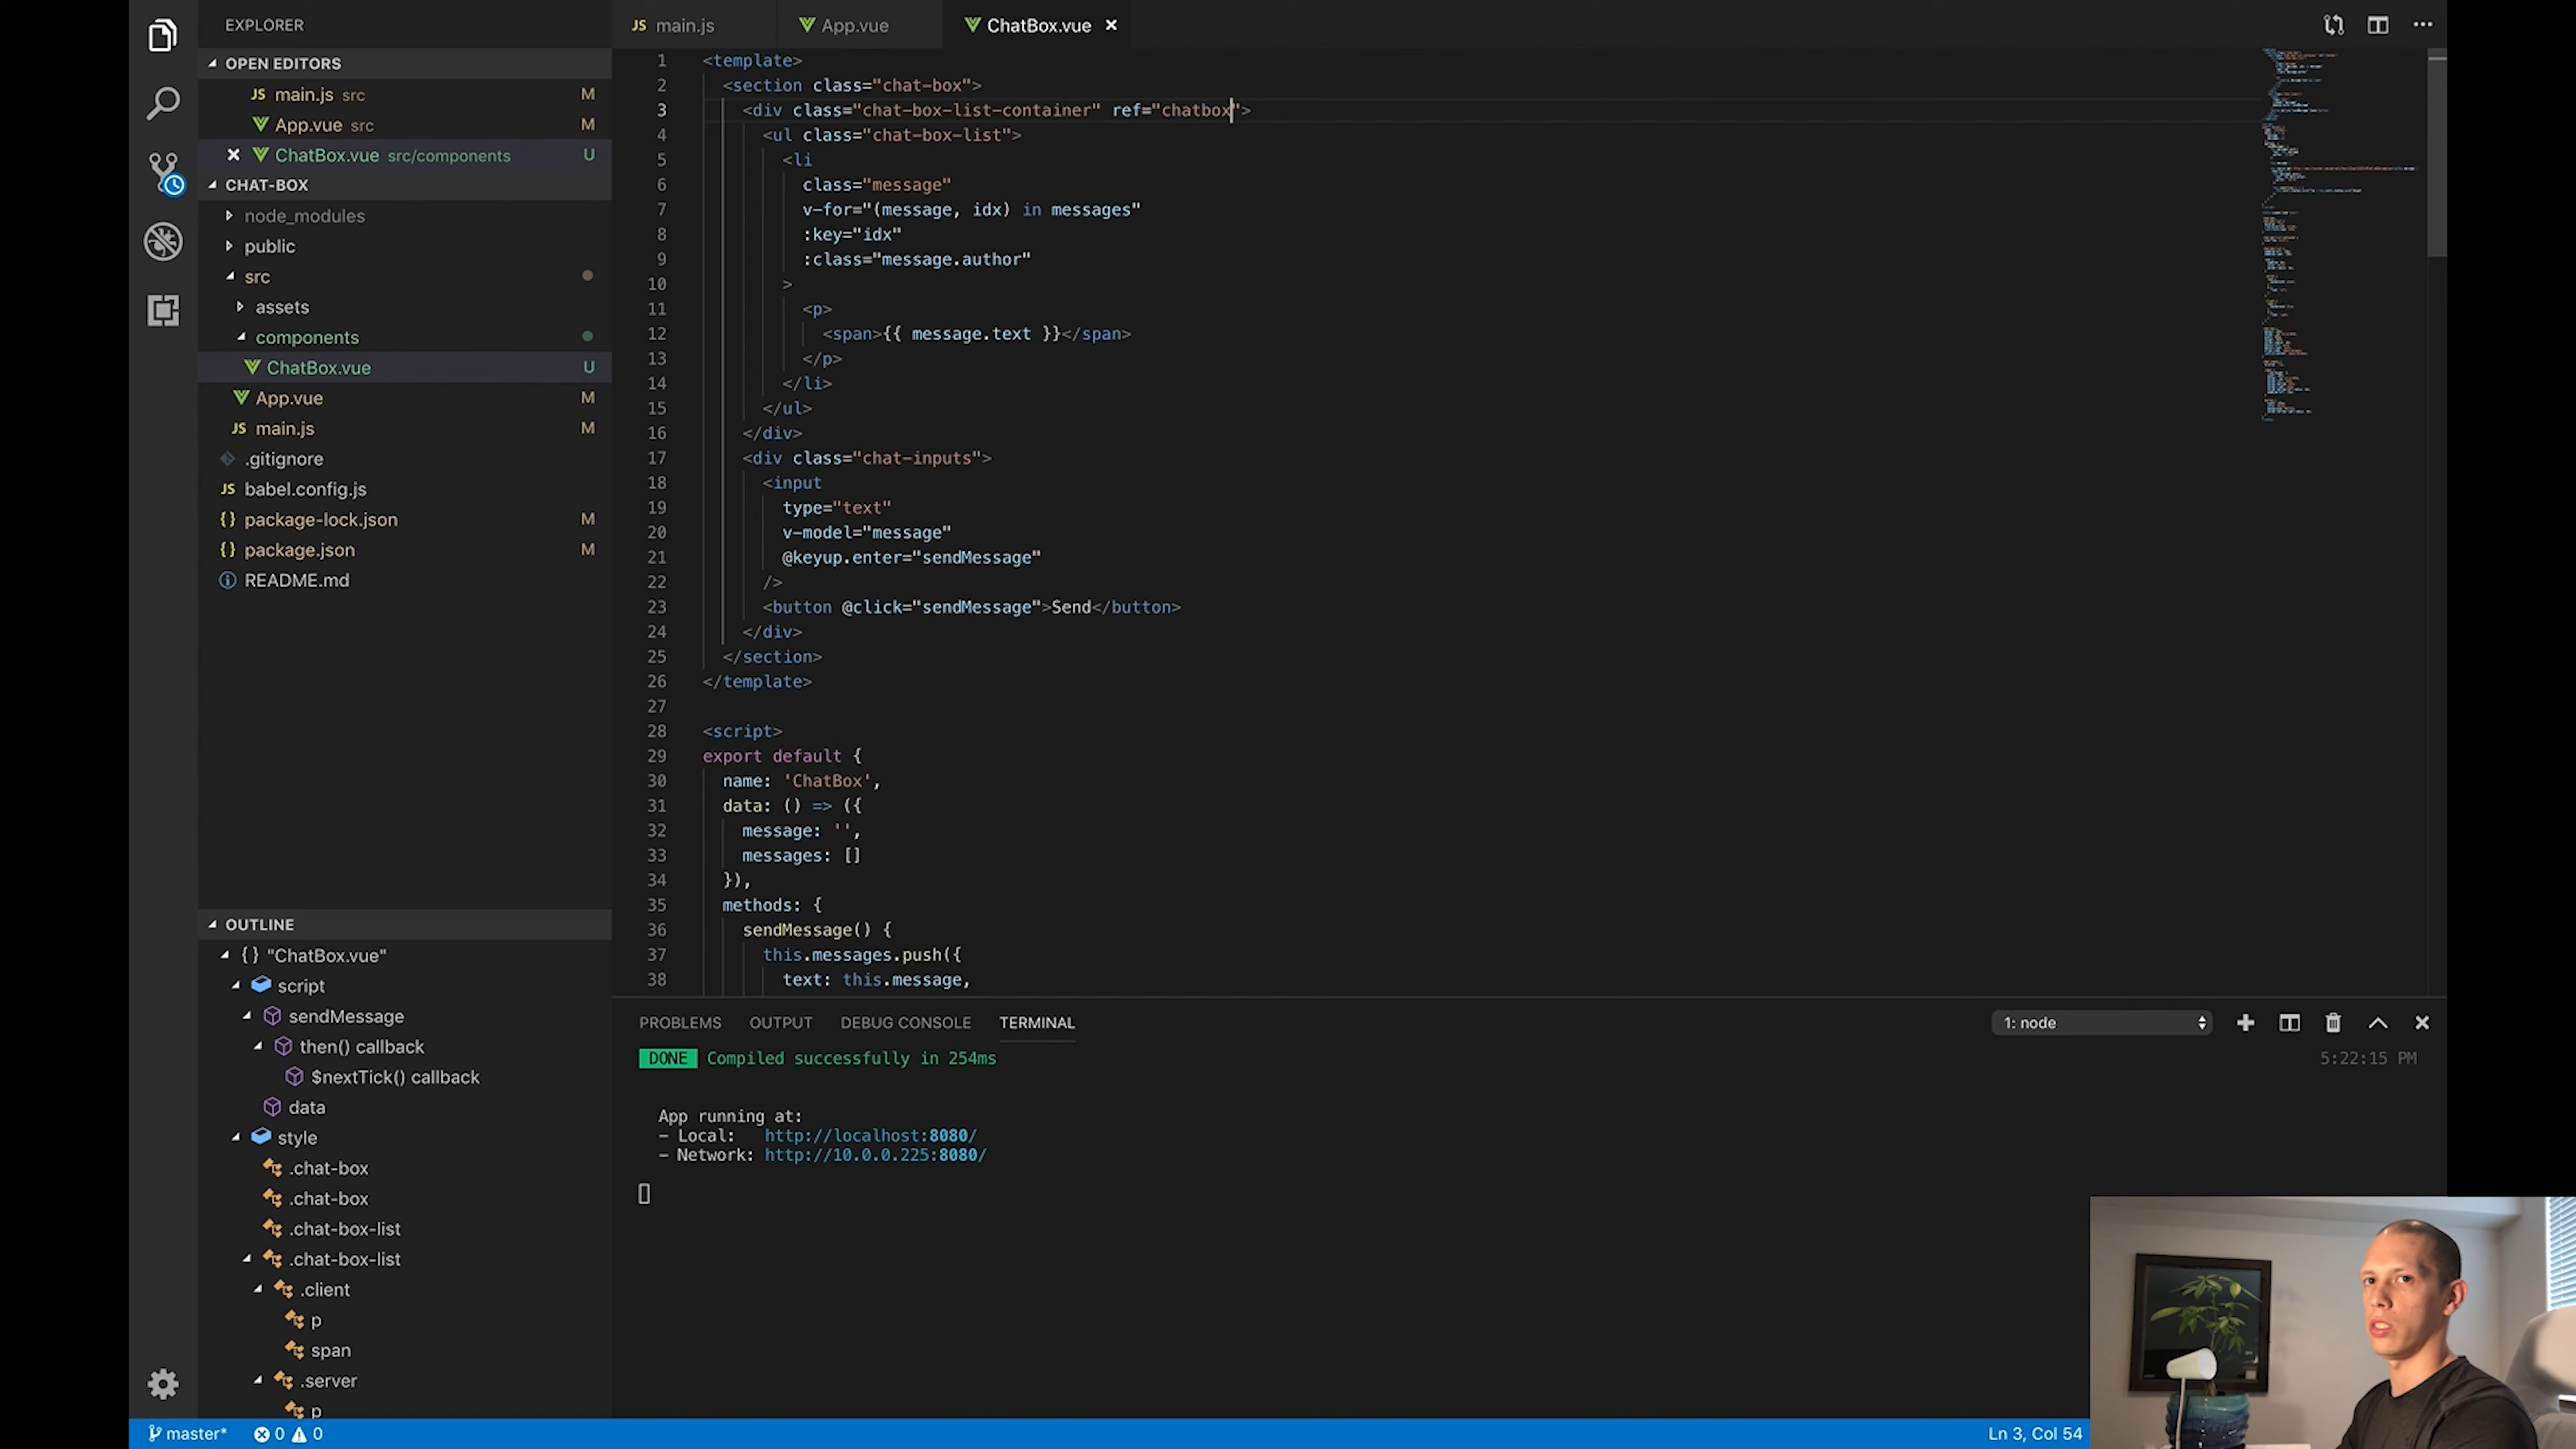 EXPLORER
OPEN EDITORS
main.js src M
App.vue src M
ChatBox.vue src/components U
CHAT-BOX
node_modules
public
src
assets
components
ChatBox.vue U
App.vue M
main.js M
.gitignore
babel.config.js
package-lock.json M
package.json M
README.md
OUTLINE
{} "ChatBox.vue"
script
sendMessage
then() callback
$nextTick() callback
data
style
.chat-box
.chat-box
.chat-box-list
.chat-box-list
.client
p
span
.server
p
main.js App.vue ChatBox.vue
1 <template>
2 <section class="chat-box">
3 <div class="chat-box-list-container" ref="chatbox">
4 <ul class="chat-box-list">
5 <li
6 class="message"
7 v-for="(message, idx) in messages"
8 :key="idx"
9 :class="message.author"
10 >
11 <p>
12 <span>{{ message.text }}</span>
13 </p>
14 </li>
15 </ul>
16 </div>
17 <div class="chat-inputs">
18 <input
19 type="text"
20 v-model="message"
21 @keyup.enter="sendMessage"
22 />
23 <button @click="sendMessage">Send</button>
24 </div>
25 </section>
26 </template>
27
28 <script>
29 export default {
30 name: 'ChatBox',
31 data: () => ({
32 message: '',
33 messages: []
34 }),
35 methods: {
36 sendMessage() {
37 this.messages.push({
38 text: this.message,
PROBLEMS OUTPUT DEBUG CONSOLE TERMINAL 1: node
DONE Compiled successfully in 254ms 5:22:15 PM
App running at:
- Local: http://localhost:8080/
- Network: http://10.0.0.225:8080/
master* 0 0 Ln 3, Col 54